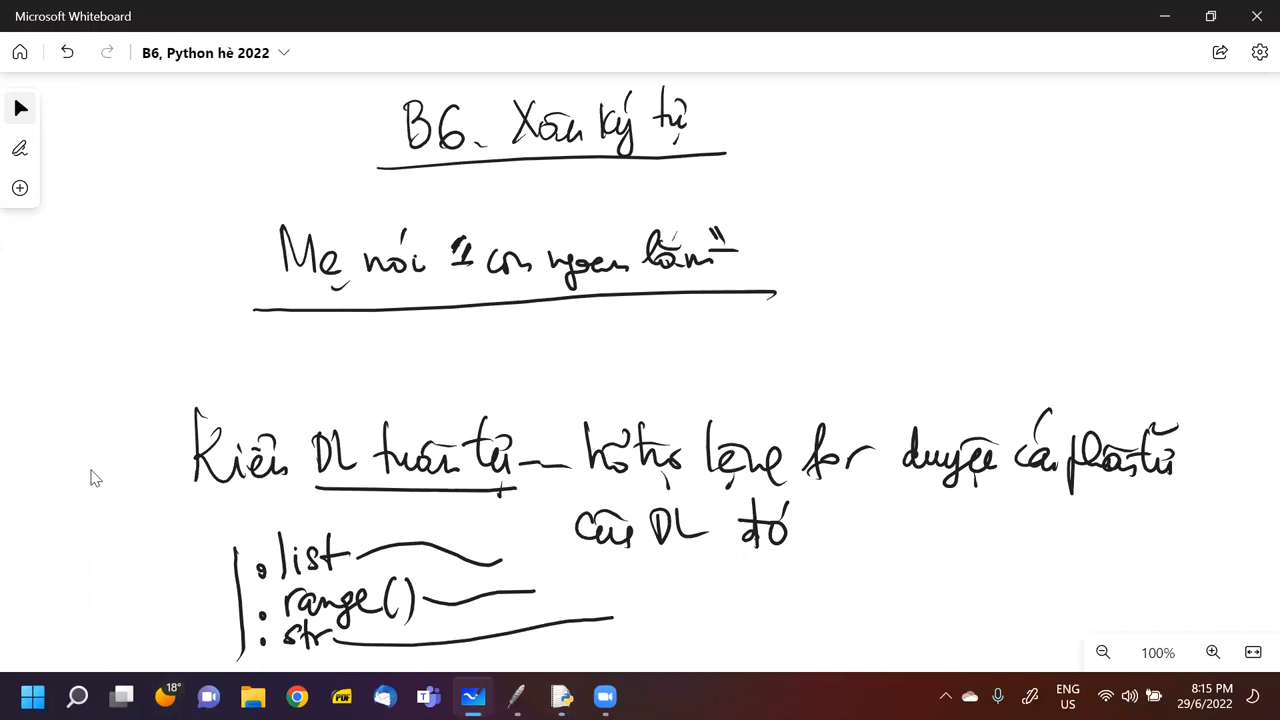 Microsoft Whiteboard
B6, Python hè 2022
B6. Xâu ký tự
Mẹ nói "con ngoan lắm"
Kiểu DL tuần tự — hỗ trợ lệnh for duyệt các phần tử
của DL đó
. list
. range()
. str
100%
18°
PDF
ENG
US
8:15 PM
29/6/2022